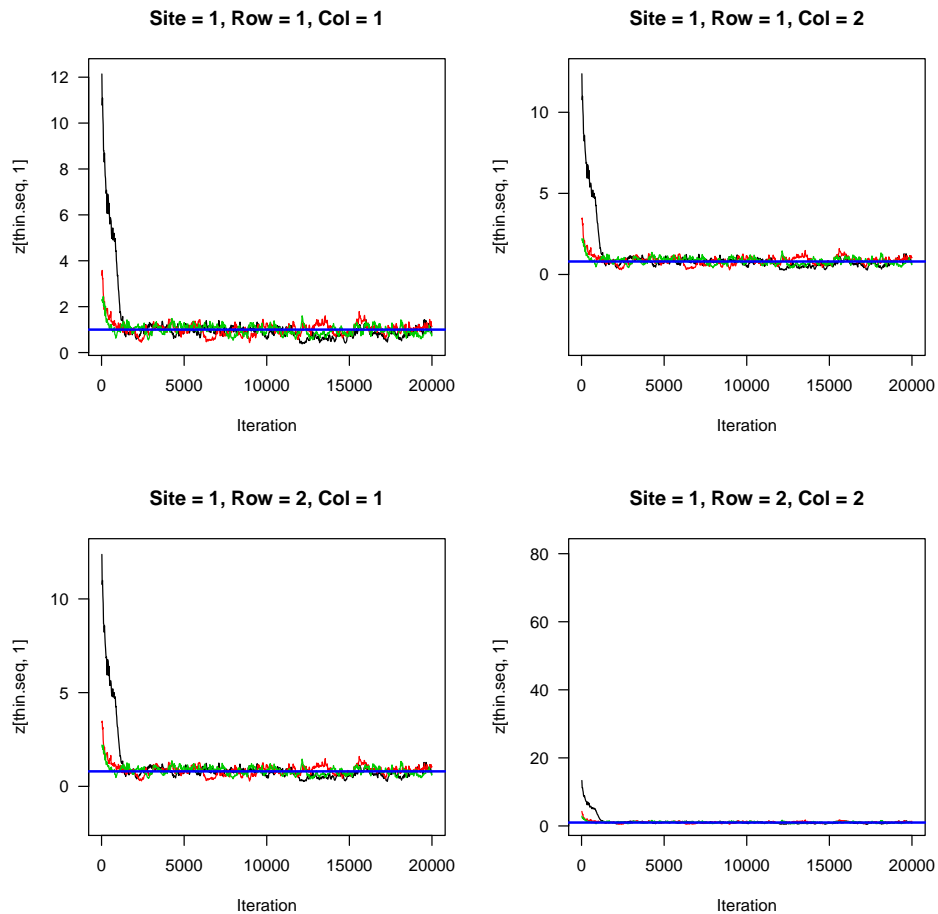 Site = 1, Row = 1, Col = 1
z[thin.seq, 1]
12
10
8
6
4
2
0
0 5000 10000 15000 20000
Iteration
Site = 1, Row = 1, Col = 2
z[thin.seq, 1]
10
5
0
0 5000 10000 15000 20000
Iteration
Site = 1, Row = 2, Col = 1
z[thin.seq, 1]
10
5
0
0 5000 10000 15000 20000
Iteration
Site = 1, Row = 2, Col = 2
z[thin.seq, 1]
80
60
40
20
0
0 5000 10000 15000 20000
Iteration